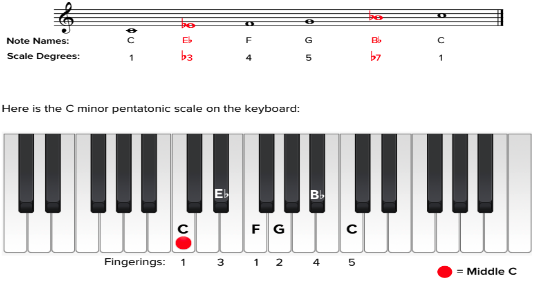 Note Names: C E♭ F G B♭ C
Scale Degrees: 1 ♭3 4 5 ♭7 1
Here is the C minor pentatonic scale on the keyboard:
E♭ B♭
C F G C
Fingerings: 1 3 1 2 4 5
= Middle C